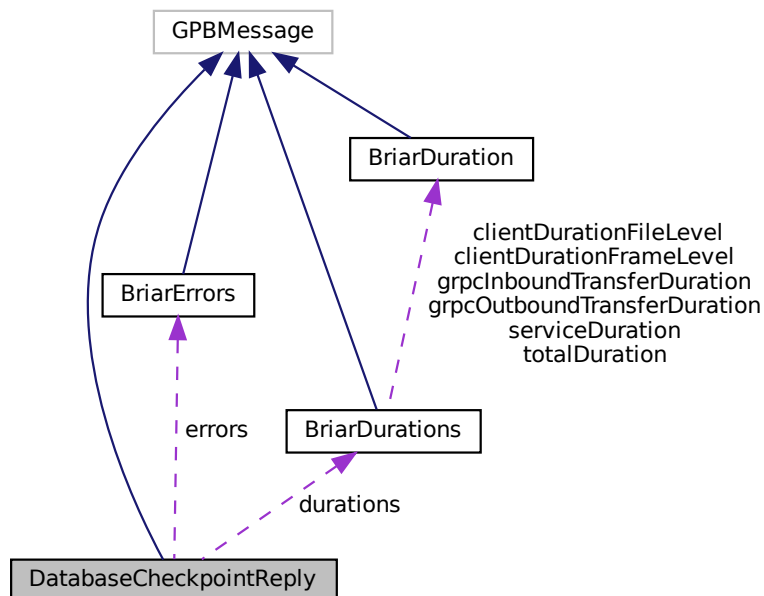 GPBMessage
BriarDuration
clientDurationFileLevel
clientDurationFrameLevel
grpcInboundTransferDuration
grpcOutboundTransferDuration
serviceDuration
totalDuration
BriarErrors
BriarDurations
errors
durations
DatabaseCheckpointReply